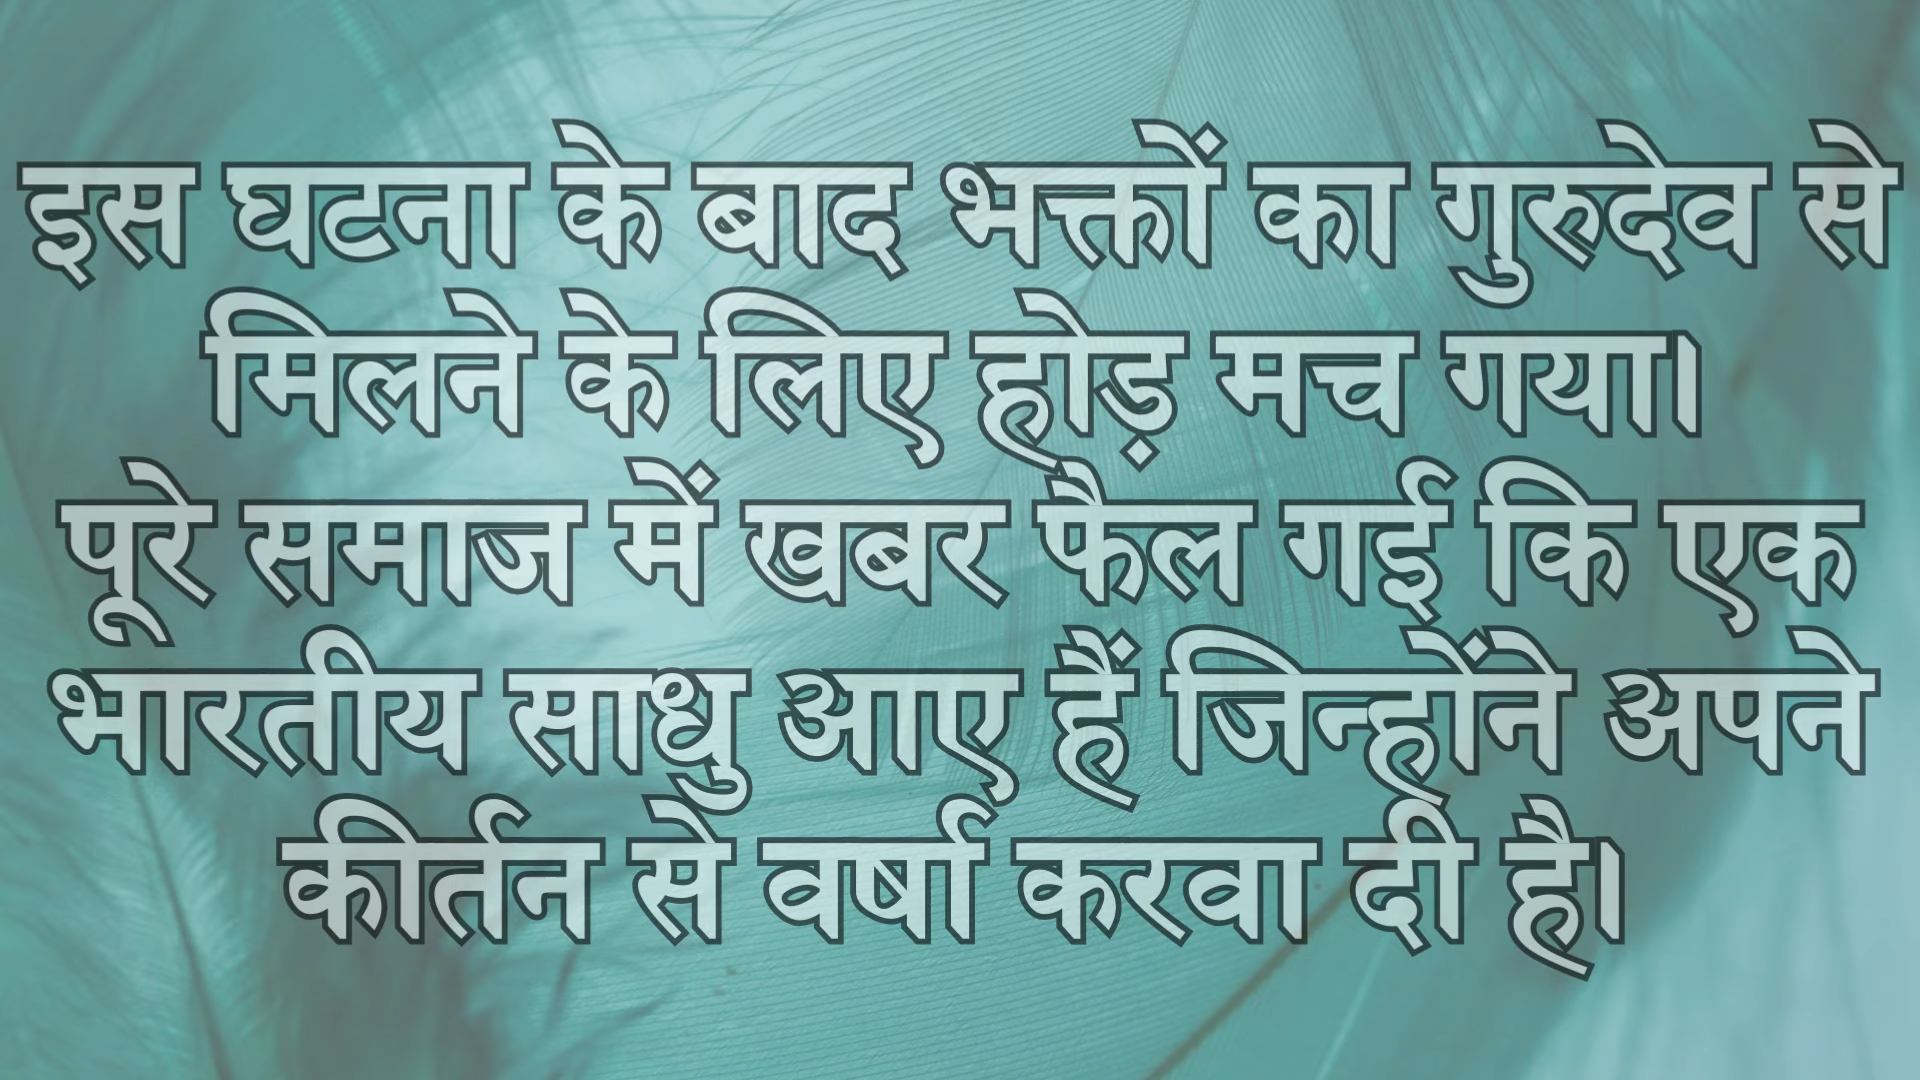 इस घटना के बाद भक्तों का गुरुदेव से
मिलने के लिए होड़ मच गया।
पूरे समाज में खबर फैल गई कि एक
भारतीय साधु आए हैं जिन्होंने अपने
कीर्तन से वर्षा करवा दी है।